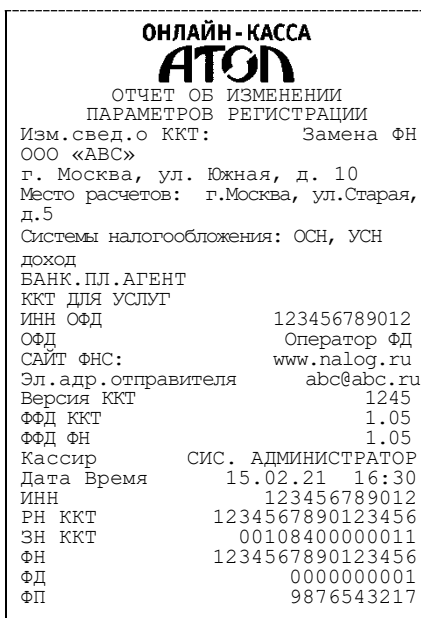 ОНЛАЙН-КАССА
АТОЛ
ОТЧЕТ ОБ ИЗМЕНЕНИИ
ПАРАМЕТРОВ РЕГИСТРАЦИИ
Изм.свед.о ККТ: Замена ФН
ООО «АВС»
г. Москва, ул. Южная, д. 10
Место расчетов: г.Москва, ул.Старая,
д.5
Системы налогообложения: ОСН, УСН
доход
БАНК.ПЛ.АГЕНТ
ККТ ДЛЯ УСЛУГ
ИНН ОФД 123456789012
ОФД Оператор ФД
САЙТ ФНС: www.nalog.ru
Эл.адр.отправителя abc@abc.ru
Версия ККТ 1245
ФФД ККТ 1.05
ФФД ФН 1.05
Кассир СИС. АДМИНИСТРАТОР
Дата Время 15.02.21 16:30
ИНН 123456789012
РН ККТ 1234567890123456
ЗН ККТ 00108400000011
ФН 1234567890123456
ФД 0000000001
ФП 9876543217